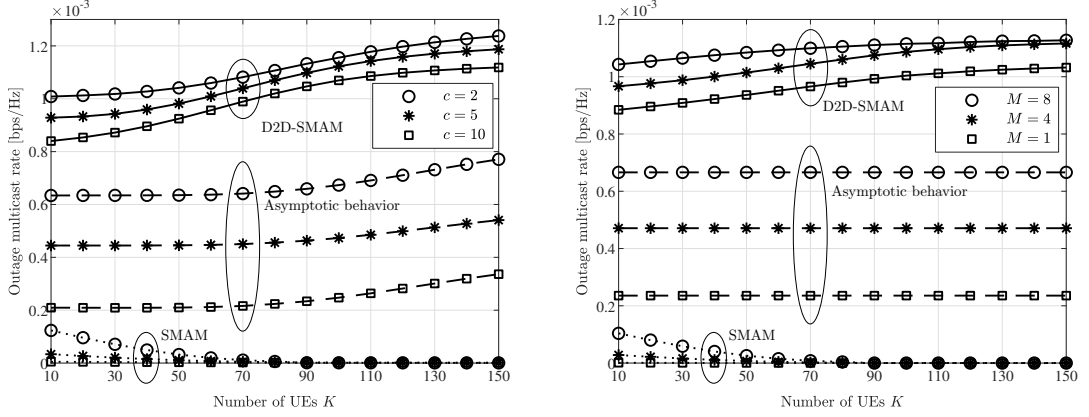 ×10⁻³
1.2
1
0.8
0.6
0.4
0.2
0
10 30 50 70 90 110 130 150
Number of UEs K
Outage multicast rate [bps/Hz]
c = 2
c = 5
c = 10
D2D-SMAM
Asymptotic behavior
SMAM
×10⁻³
1.2
1
0.8
0.6
0.4
0.2
0
10 30 50 70 90 110 130 150
Number of UEs K
Outage multicast rate [bps/Hz]
M = 8
M = 4
M = 1
D2D-SMAM
Asymptotic behavior
SMAM